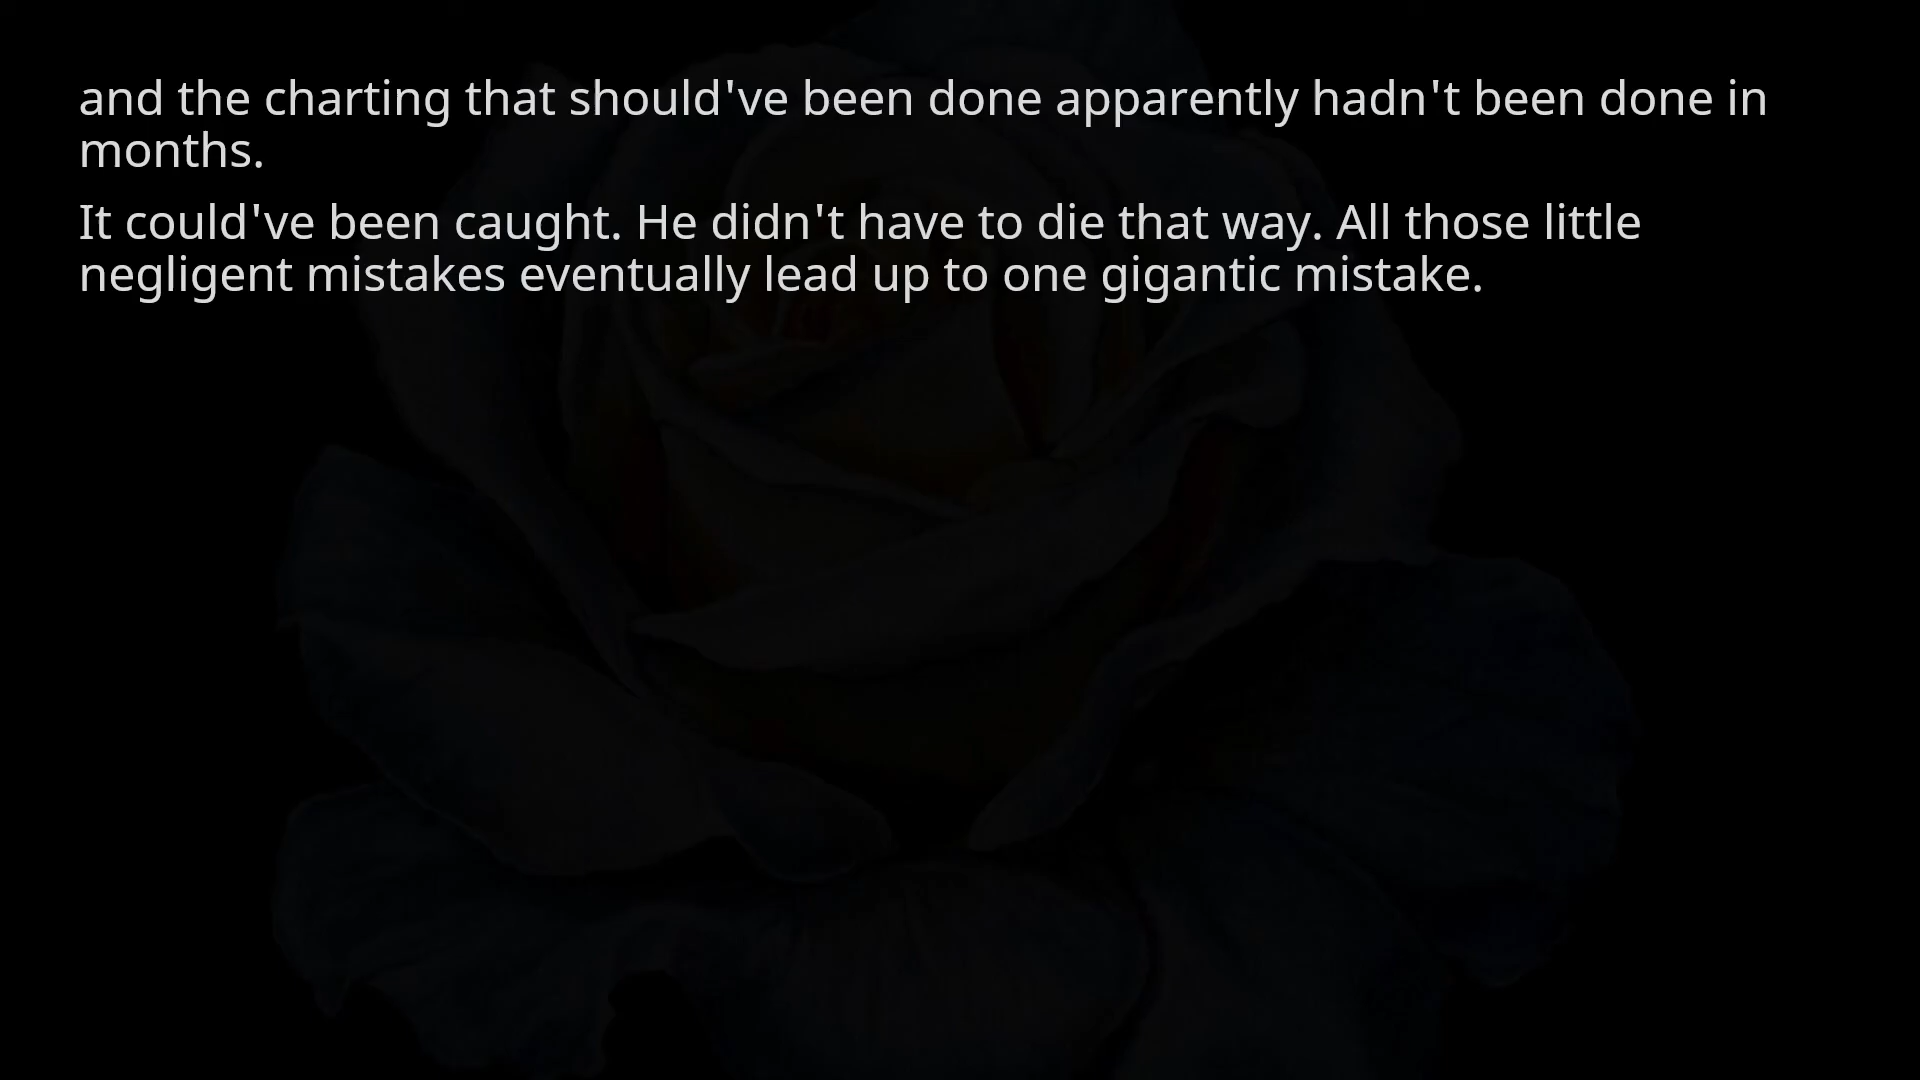 and the charting that should've been done apparently hadn't been done in
months.
It could've been caught. He didn't have to die that way. All those little
negligent mistakes eventually lead up to one gigantic mistake.